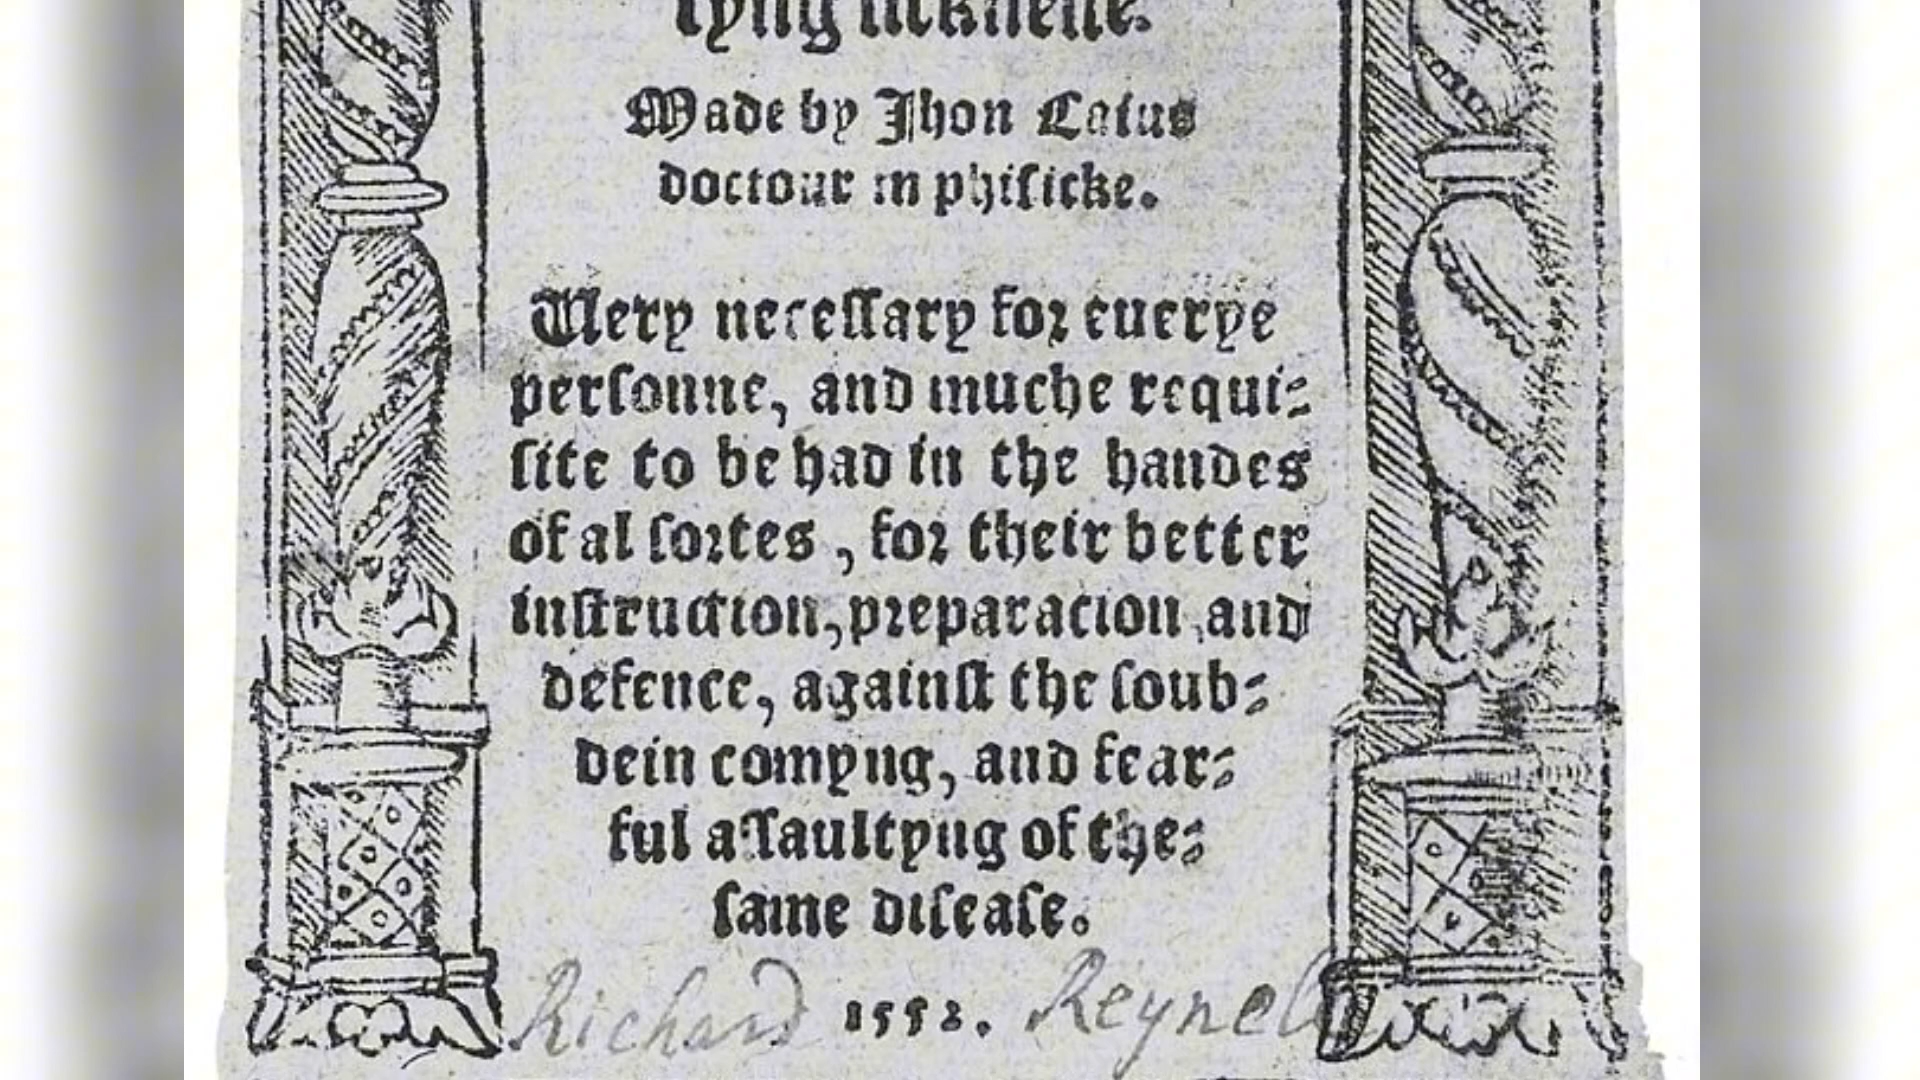 tyng sicknesse.
Made by Jhon Caius
doctour in phisicke.
Uery necessary for euerye
personne, and muche requi-
site to be had in the handes
of al sortes, for their better
instruction, preparacion and
defence, against the soub-
dein comyng, and fear-
ful assaultyng of the
same disease.
Richard 1552. Reynell